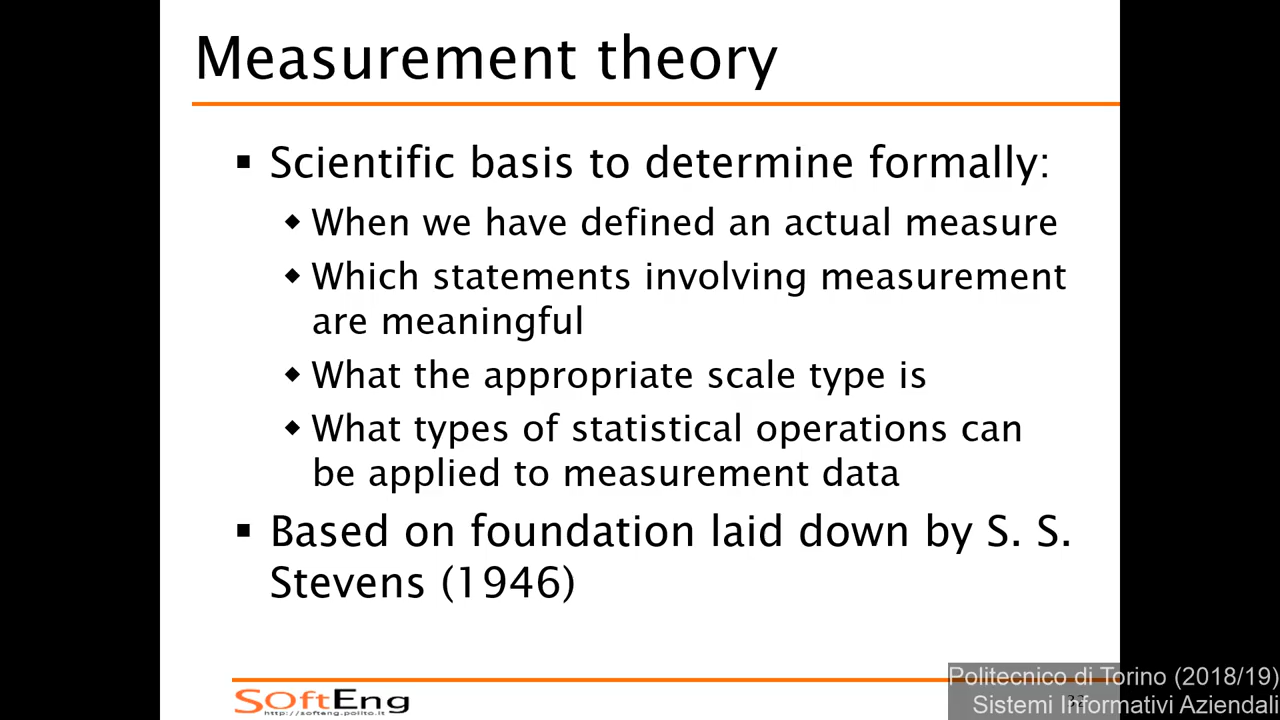 Measurement theory
▪ Scientific basis to determine formally:
◆ When we have defined an actual measure
◆ Which statements involving measurement
are meaningful
◆ What the appropriate scale type is
◆ What types of statistical operations can
be applied to measurement data
▪ Based on foundation laid down by S. S.
Stevens (1946)
SoftEng
http://softeng.polito.it
Politecnico di Torino (2018/19)
Sistemi Informativi Aziendali